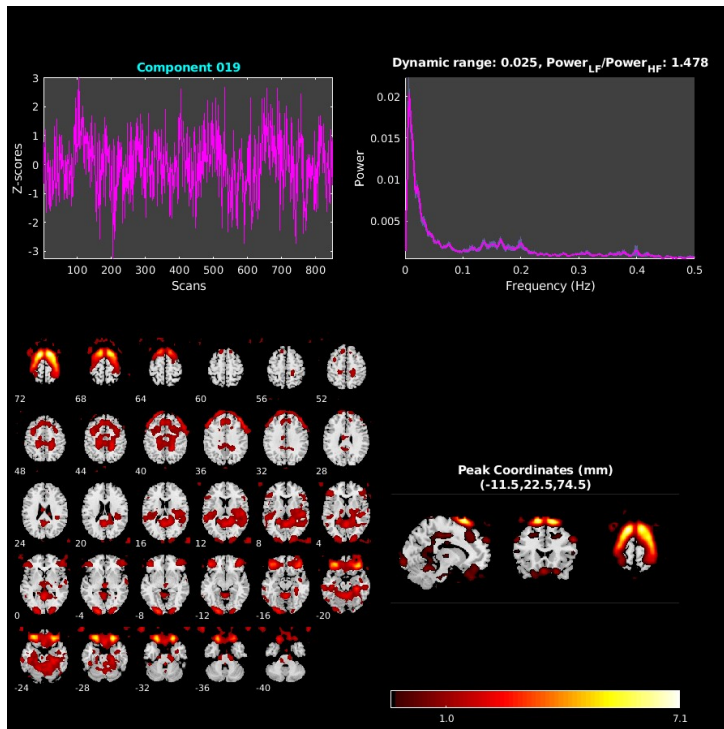 Component 019
3
2
1
0
-1
-2
-3
Z-scores
100 200 300 400 500 600 700 800
Scans
Dynamic range: 0.025, Power_LF/Power_HF: 1.478
0.02
0.015
0.01
0.005
Power
0 0.1 0.2 0.3 0.4 0.5
Frequency (Hz)
72 68 64 60 56 52
48 44 40 36 32 28
24 20 16 12 8 4
0 -4 -8 -12 -16 -20
-24 -28 -32 -36 -40
Peak Coordinates (mm)
(-11.5,22.5,74.5)
1.0 7.1